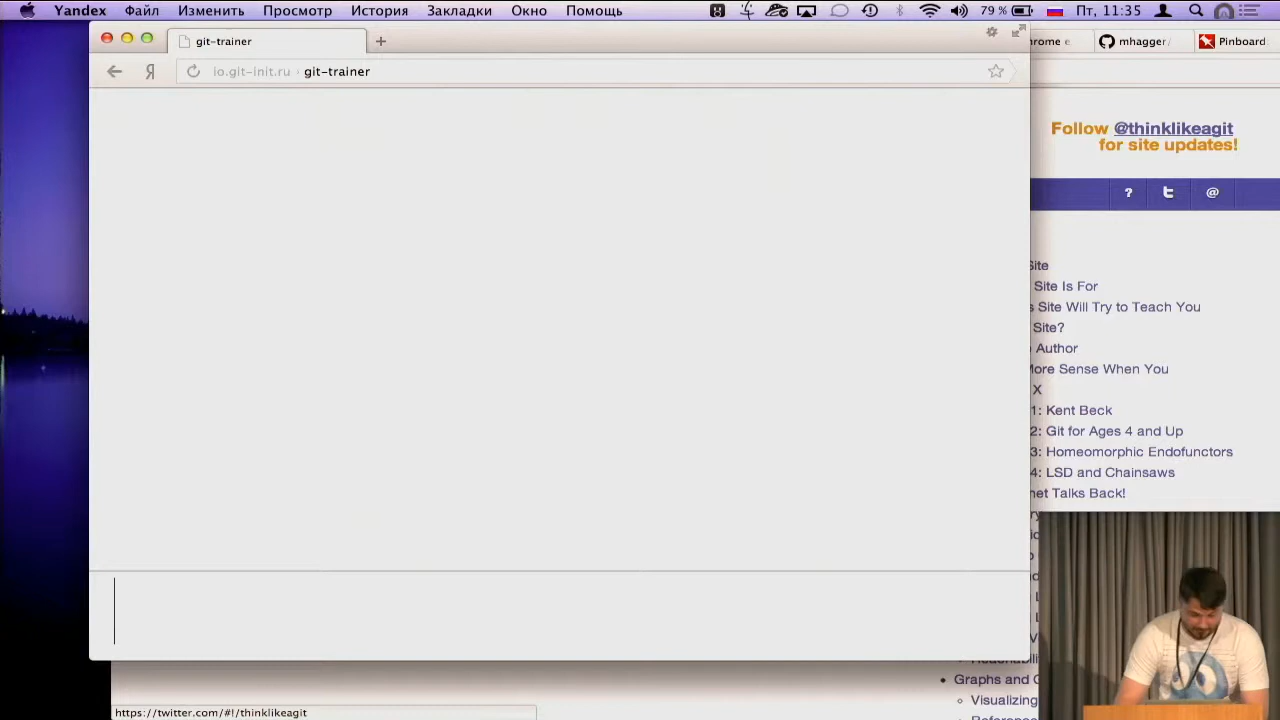 Yandex Файл Изменить Просмотр История Закладки Окно Помощь 79 % Пт, 11:35
git-trainer
io.git-init.ru › git-trainer
hrome e mhagger/ Pinboard
Follow @thinklikeagit
for site updates!
? t @
Site
Site Is For
s Site Will Try to Teach You
Site?
Author
More Sense When You
X
1: Kent Beck
2: Git for Ages 4 and Up
3: Homeomorphic Endofunctors
4: LSD and Chainsaws
net Talks Back!
Graphs and
Visualizing
https://twitter.com/#!/thinklikeagit